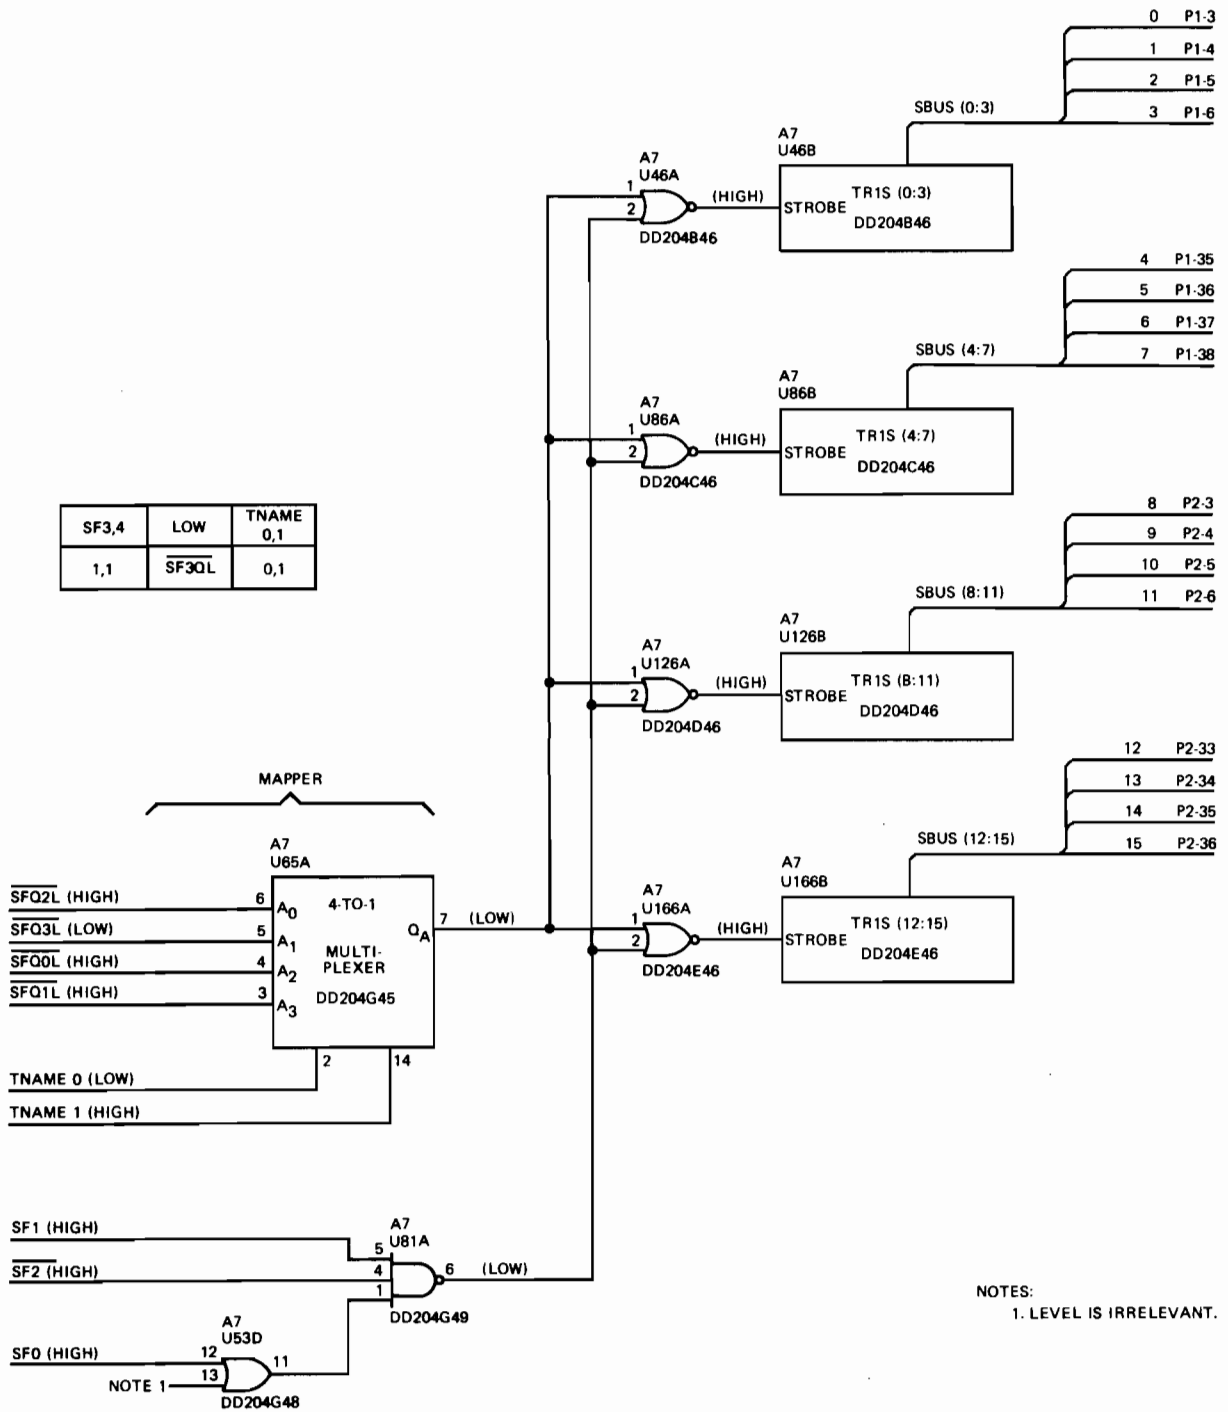 0 P1-3
1 P1-4
2 P1-5
SBUS (0:3)
3 P1-6
A7
U46B
A7
U46A
1
2
(HIGH)
STROBE
TR1S (0:3)
DD204B46
DD204B46
4 P1-35
5 P1-36
6 P1-37
SBUS (4:7)
7 P1-38
A7
U86B
A7
U86A
1
2
(HIGH)
STROBE
TR1S (4:7)
DD204C46
DD204C46
SF3,4 LOW TNAME
0,1
1,1 SF3QL 0,1
8 P2-3
9 P2-4
10 P2-5
SBUS (8:11)
11 P2-6
A7
U126B
A7
U126A
1
2
(HIGH)
STROBE
TR1S (8:11)
DD204D46
DD204D46
12 P2-33
13 P2-34
14 P2-35
SBUS (12:15)
15 P2-36
A7
U166B
A7
U166A
1
2
(HIGH)
STROBE
TR1S (12:15)
DD204E46
DD204E46
MAPPER
A7
U65A
SFQ2L (HIGH) 6 A0
SFQ3L (LOW) 5 A1
SFQ0L (HIGH) 4 A2
SFQ1L (HIGH) 3 A3
4-TO-1
MULTI-
PLEXER
DD204G45
QA 7 (LOW)
2 14
TNAME 0 (LOW)
TNAME 1 (HIGH)
SF1 (HIGH)
SF2 (HIGH)
A7
U81A
5
4
1
6 (LOW)
DD204G49
A7
U53D
SF0 (HIGH) 12
NOTE 1 13
11
DD204G48
NOTES:
1. LEVEL IS IRRELEVANT.